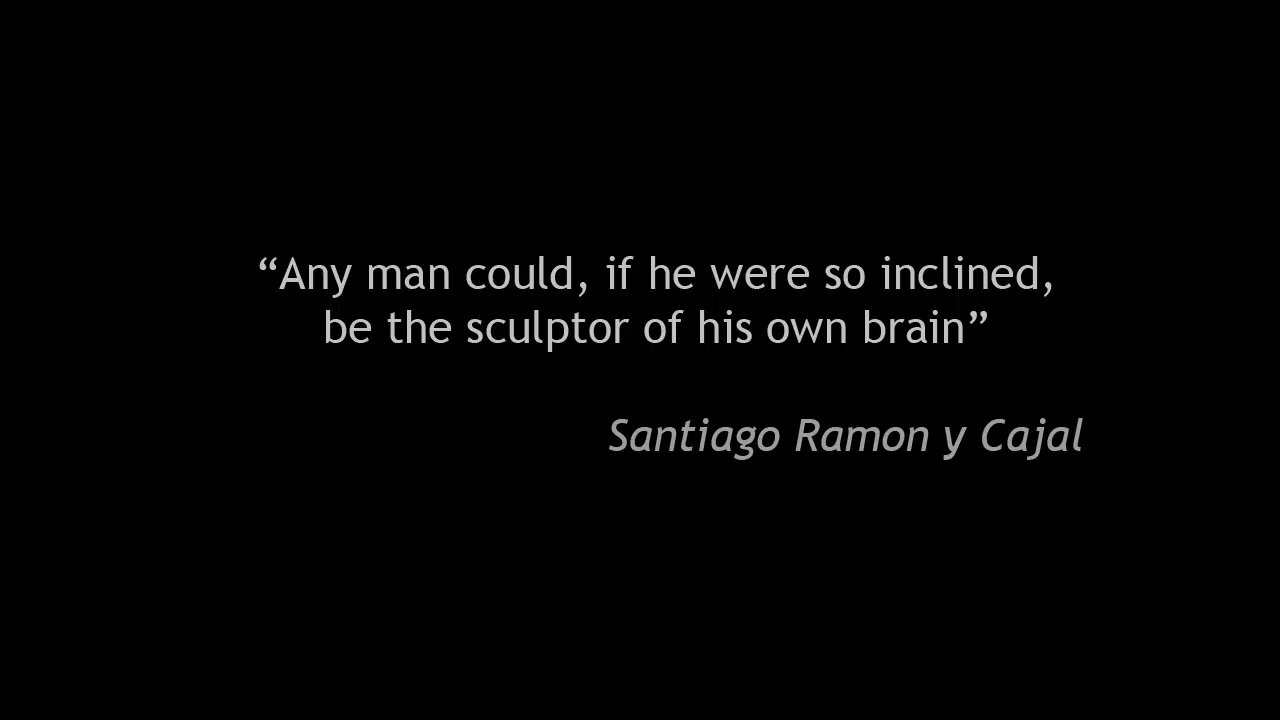 “Any man could, if he were so inclined,
be the sculptor of his own brain”
Santiago Ramon y Cajal